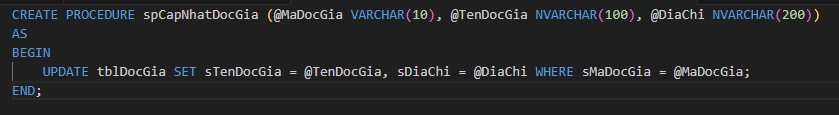 CREATE PROCEDURE spCapNhatDocGia (@MaDocGia VARCHAR(10), @TenDocGia NVARCHAR(100), @DiaChi NVARCHAR(200))
AS
BEGIN
    UPDATE tblDocGia SET sTenDocGia = @TenDocGia, sDiaChi = @DiaChi WHERE sMaDocGia = @MaDocGia;
END;